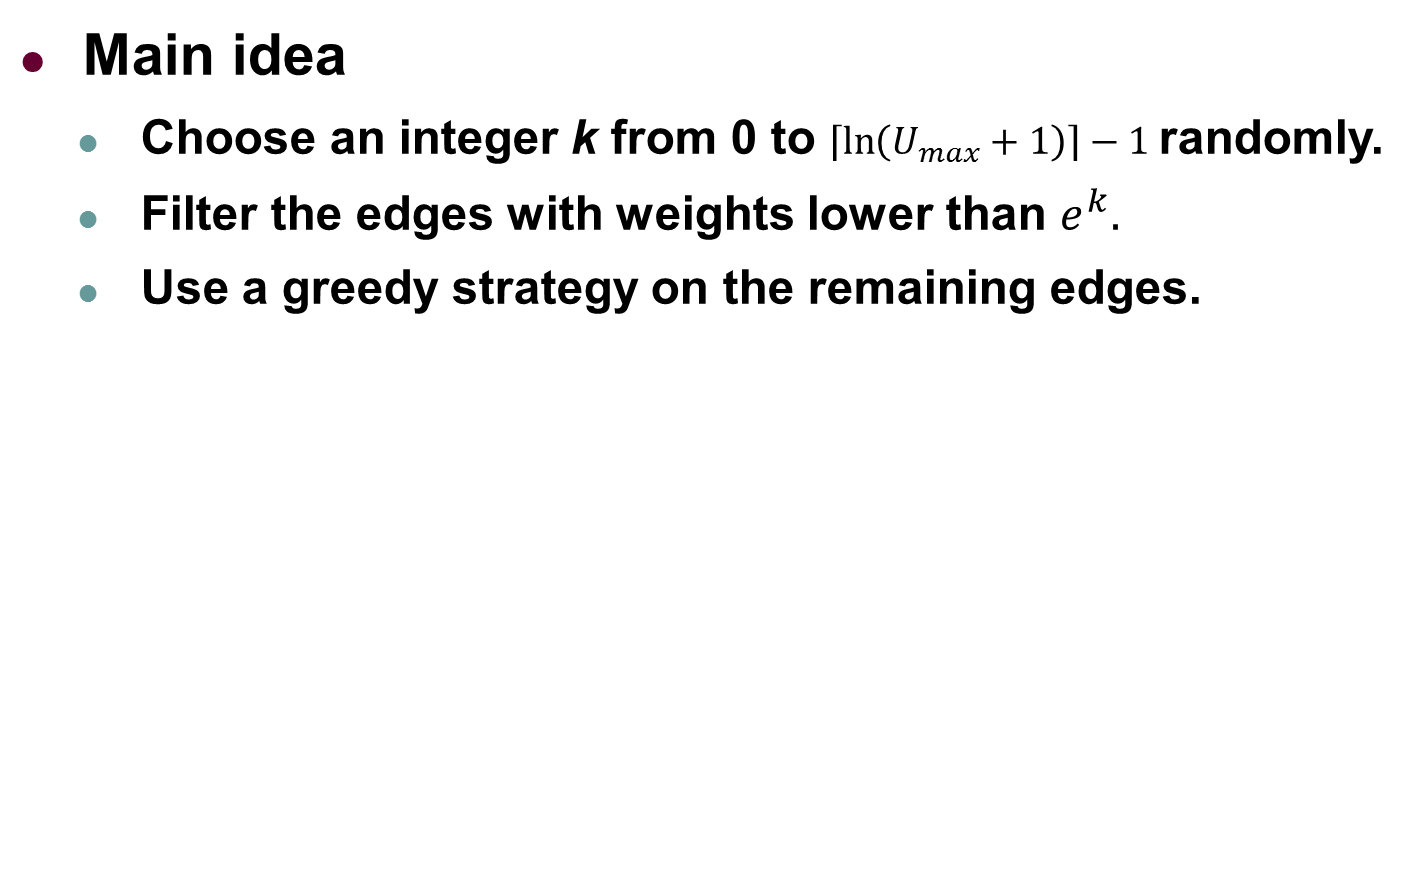 Main idea
Choose an integer k from 0 to ⌈ln(U_max + 1)⌉ − 1 randomly.
Filter the edges with weights lower than e^k.
Use a greedy strategy on the remaining edges.